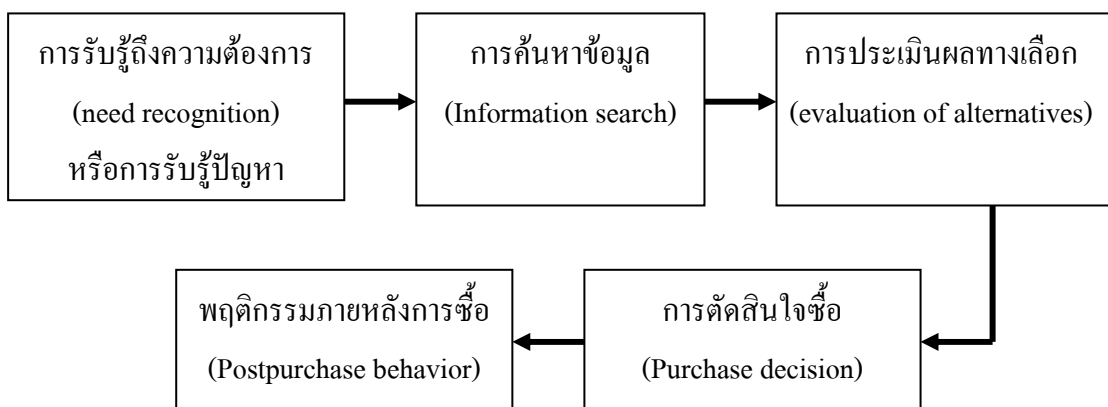 การรับรู้ถึงความต้องการ
(need recognition)
หรือการรับรู้ปัญหา
การค้นหาข้อมูล
(Information search)
การประเมินผลทางเลือก
(evaluation of alternatives)
การตัดสินใจซื้อ
(Purchase decision)
พฤติกรรมภายหลังการซื้อ
(Postpurchase behavior)